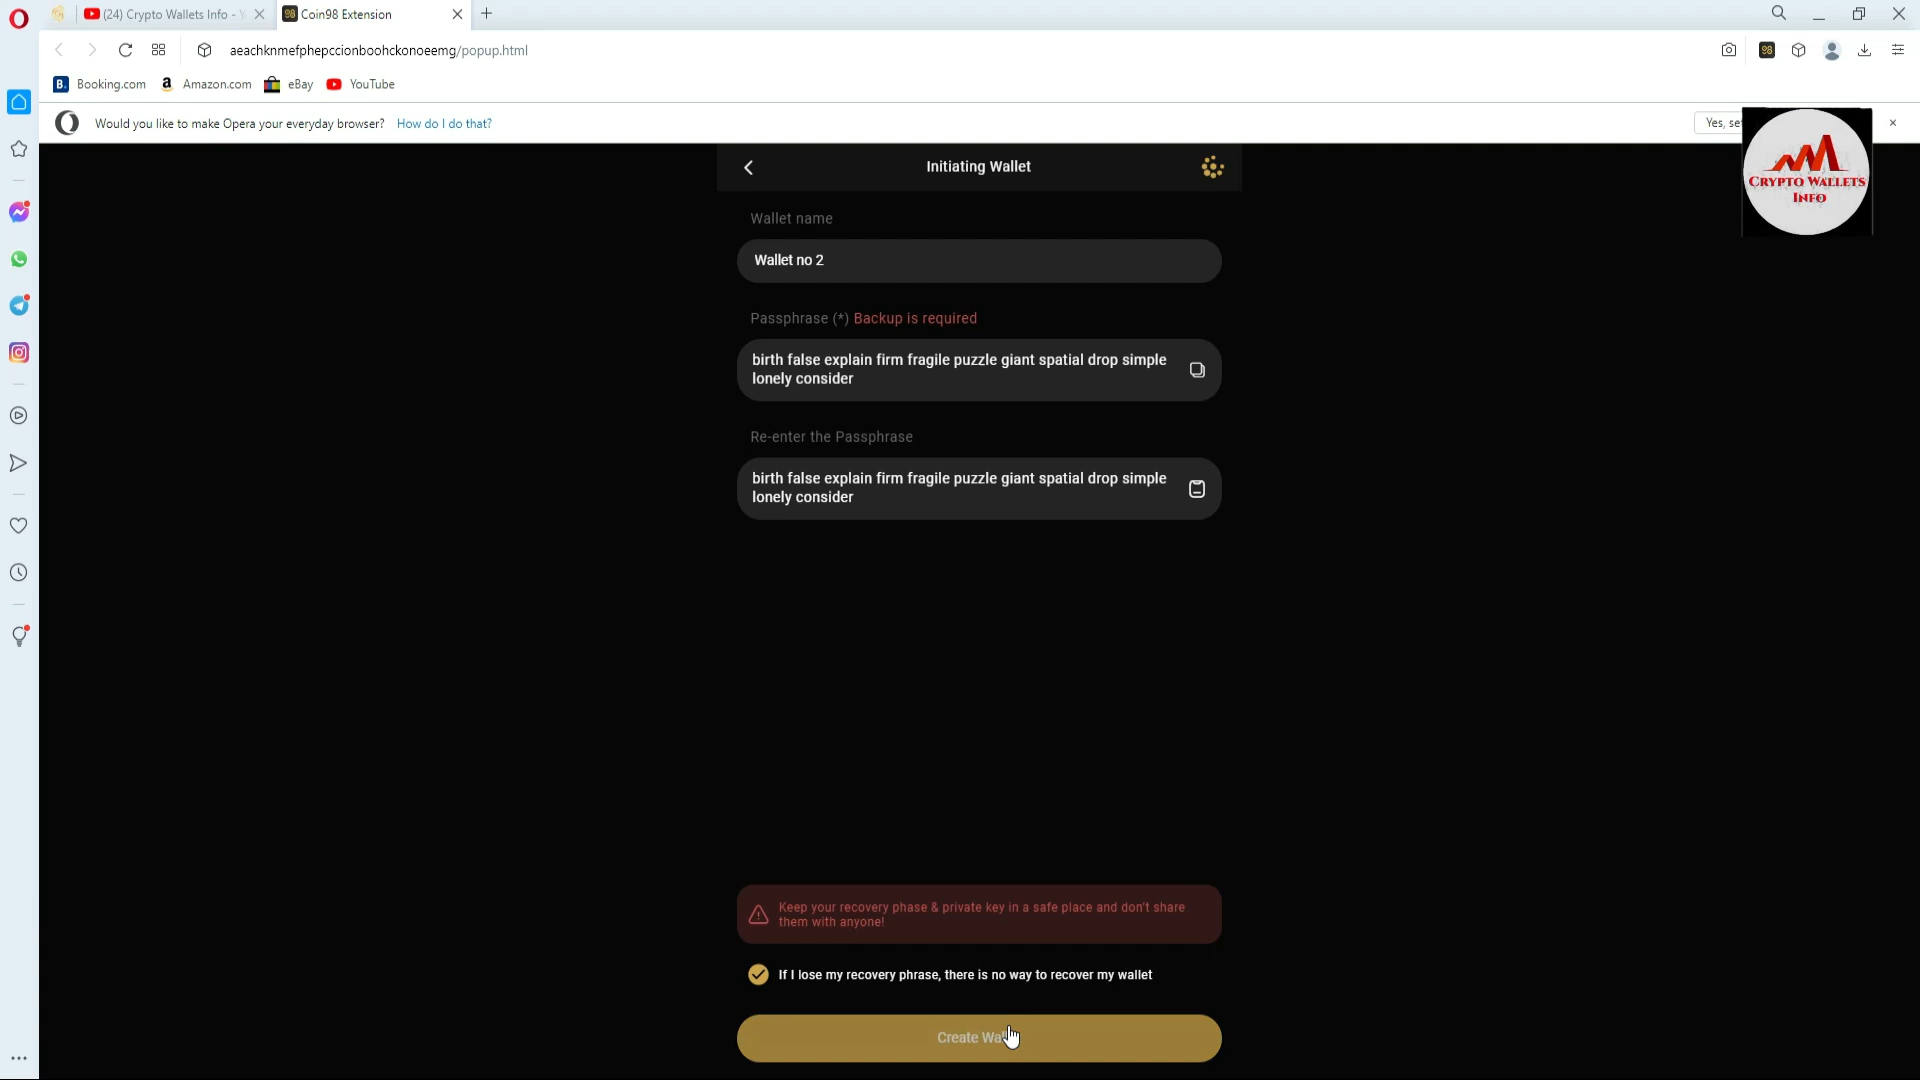 (24) Crypto Wallets Info -
Coin98 Extension
aeachknmefphepccionboohckonoeemg/popup.html
98
B. Booking.com
a Amazon.com
eBay
YouTube
Would you like to make Opera your everyday browser? How do I do that?
Yes, se
CRYPTO WALLETS
INFO
Initiating Wallet
Wallet name
Wallet no 2
Passphrase (*) Backup is required
birth false explain firm fragile puzzle giant spatial drop simple
lonely consider
Re-enter the Passphrase
birth false explain firm fragile puzzle giant spatial drop simple
lonely consider
Keep your recovery phase & private key in a safe place and don't share
them with anyone!
If I lose my recovery phrase, there is no way to recover my wallet
Create Wa